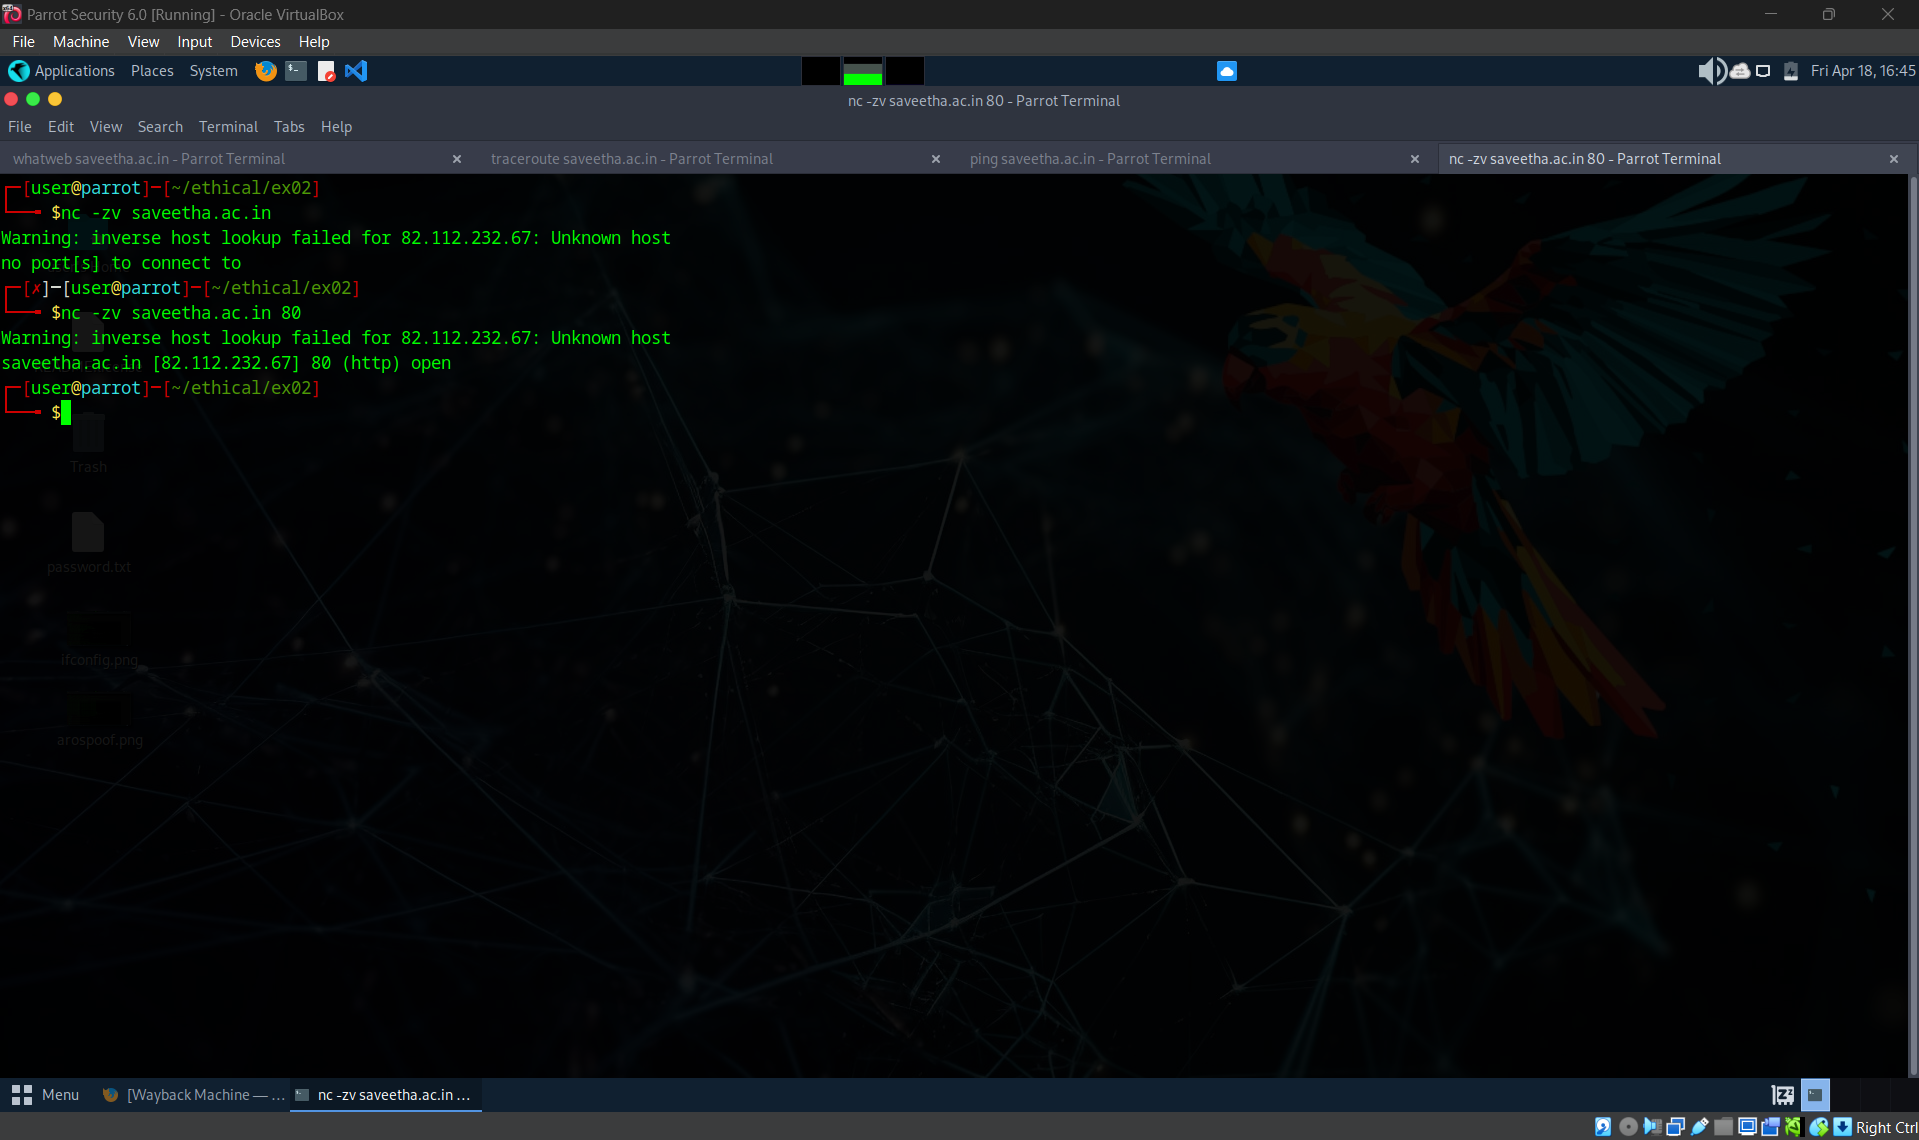 Parrot Security 6.0 [Running] - Oracle VirtualBox
File Machine View Input Devices Help
Applications Places System Fri Apr 18, 16:45
nc -zv saveetha.ac.in 80 - Parrot Terminal
File Edit View Search Terminal Tabs Help
whatweb saveetha.ac.in - Parrot Terminal × traceroute saveetha.ac.in - Parrot Terminal × ping saveetha.ac.in - Parrot Terminal × nc -zv saveetha.ac.in 80 - Parrot Terminal ×
┌─[user@parrot]─[~/ethical/ex02]
└──╼ $nc -zv saveetha.ac.in
Warning: inverse host lookup failed for 82.112.232.67: Unknown host
no port[s] to connect to
┌─[✗]─[user@parrot]─[~/ethical/ex02]
└──╼ $nc -zv saveetha.ac.in 80
Warning: inverse host lookup failed for 82.112.232.67: Unknown host
saveetha.ac.in [82.112.232.67] 80 (http) open
┌─[user@parrot]─[~/ethical/ex02]
└──╼ $
Trash
password.txt
ifconfig.png
arospoof.png
Menu [Wayback Machine — ... nc -zv saveetha.ac.in ...
Right Ctrl